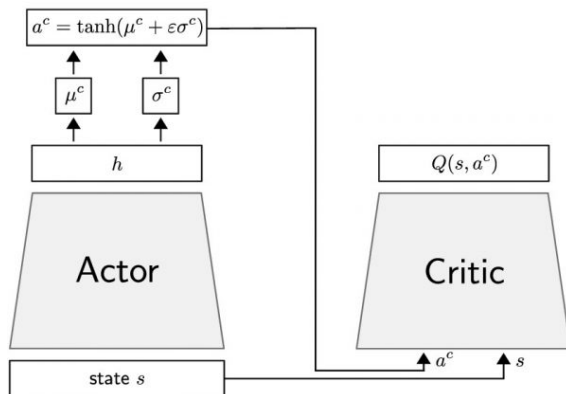 a^c = tanh(μ^c + εσ^c)
μ^c
σ^c
h
Q(s, a^c)
Actor
Critic
a^c
s
state s